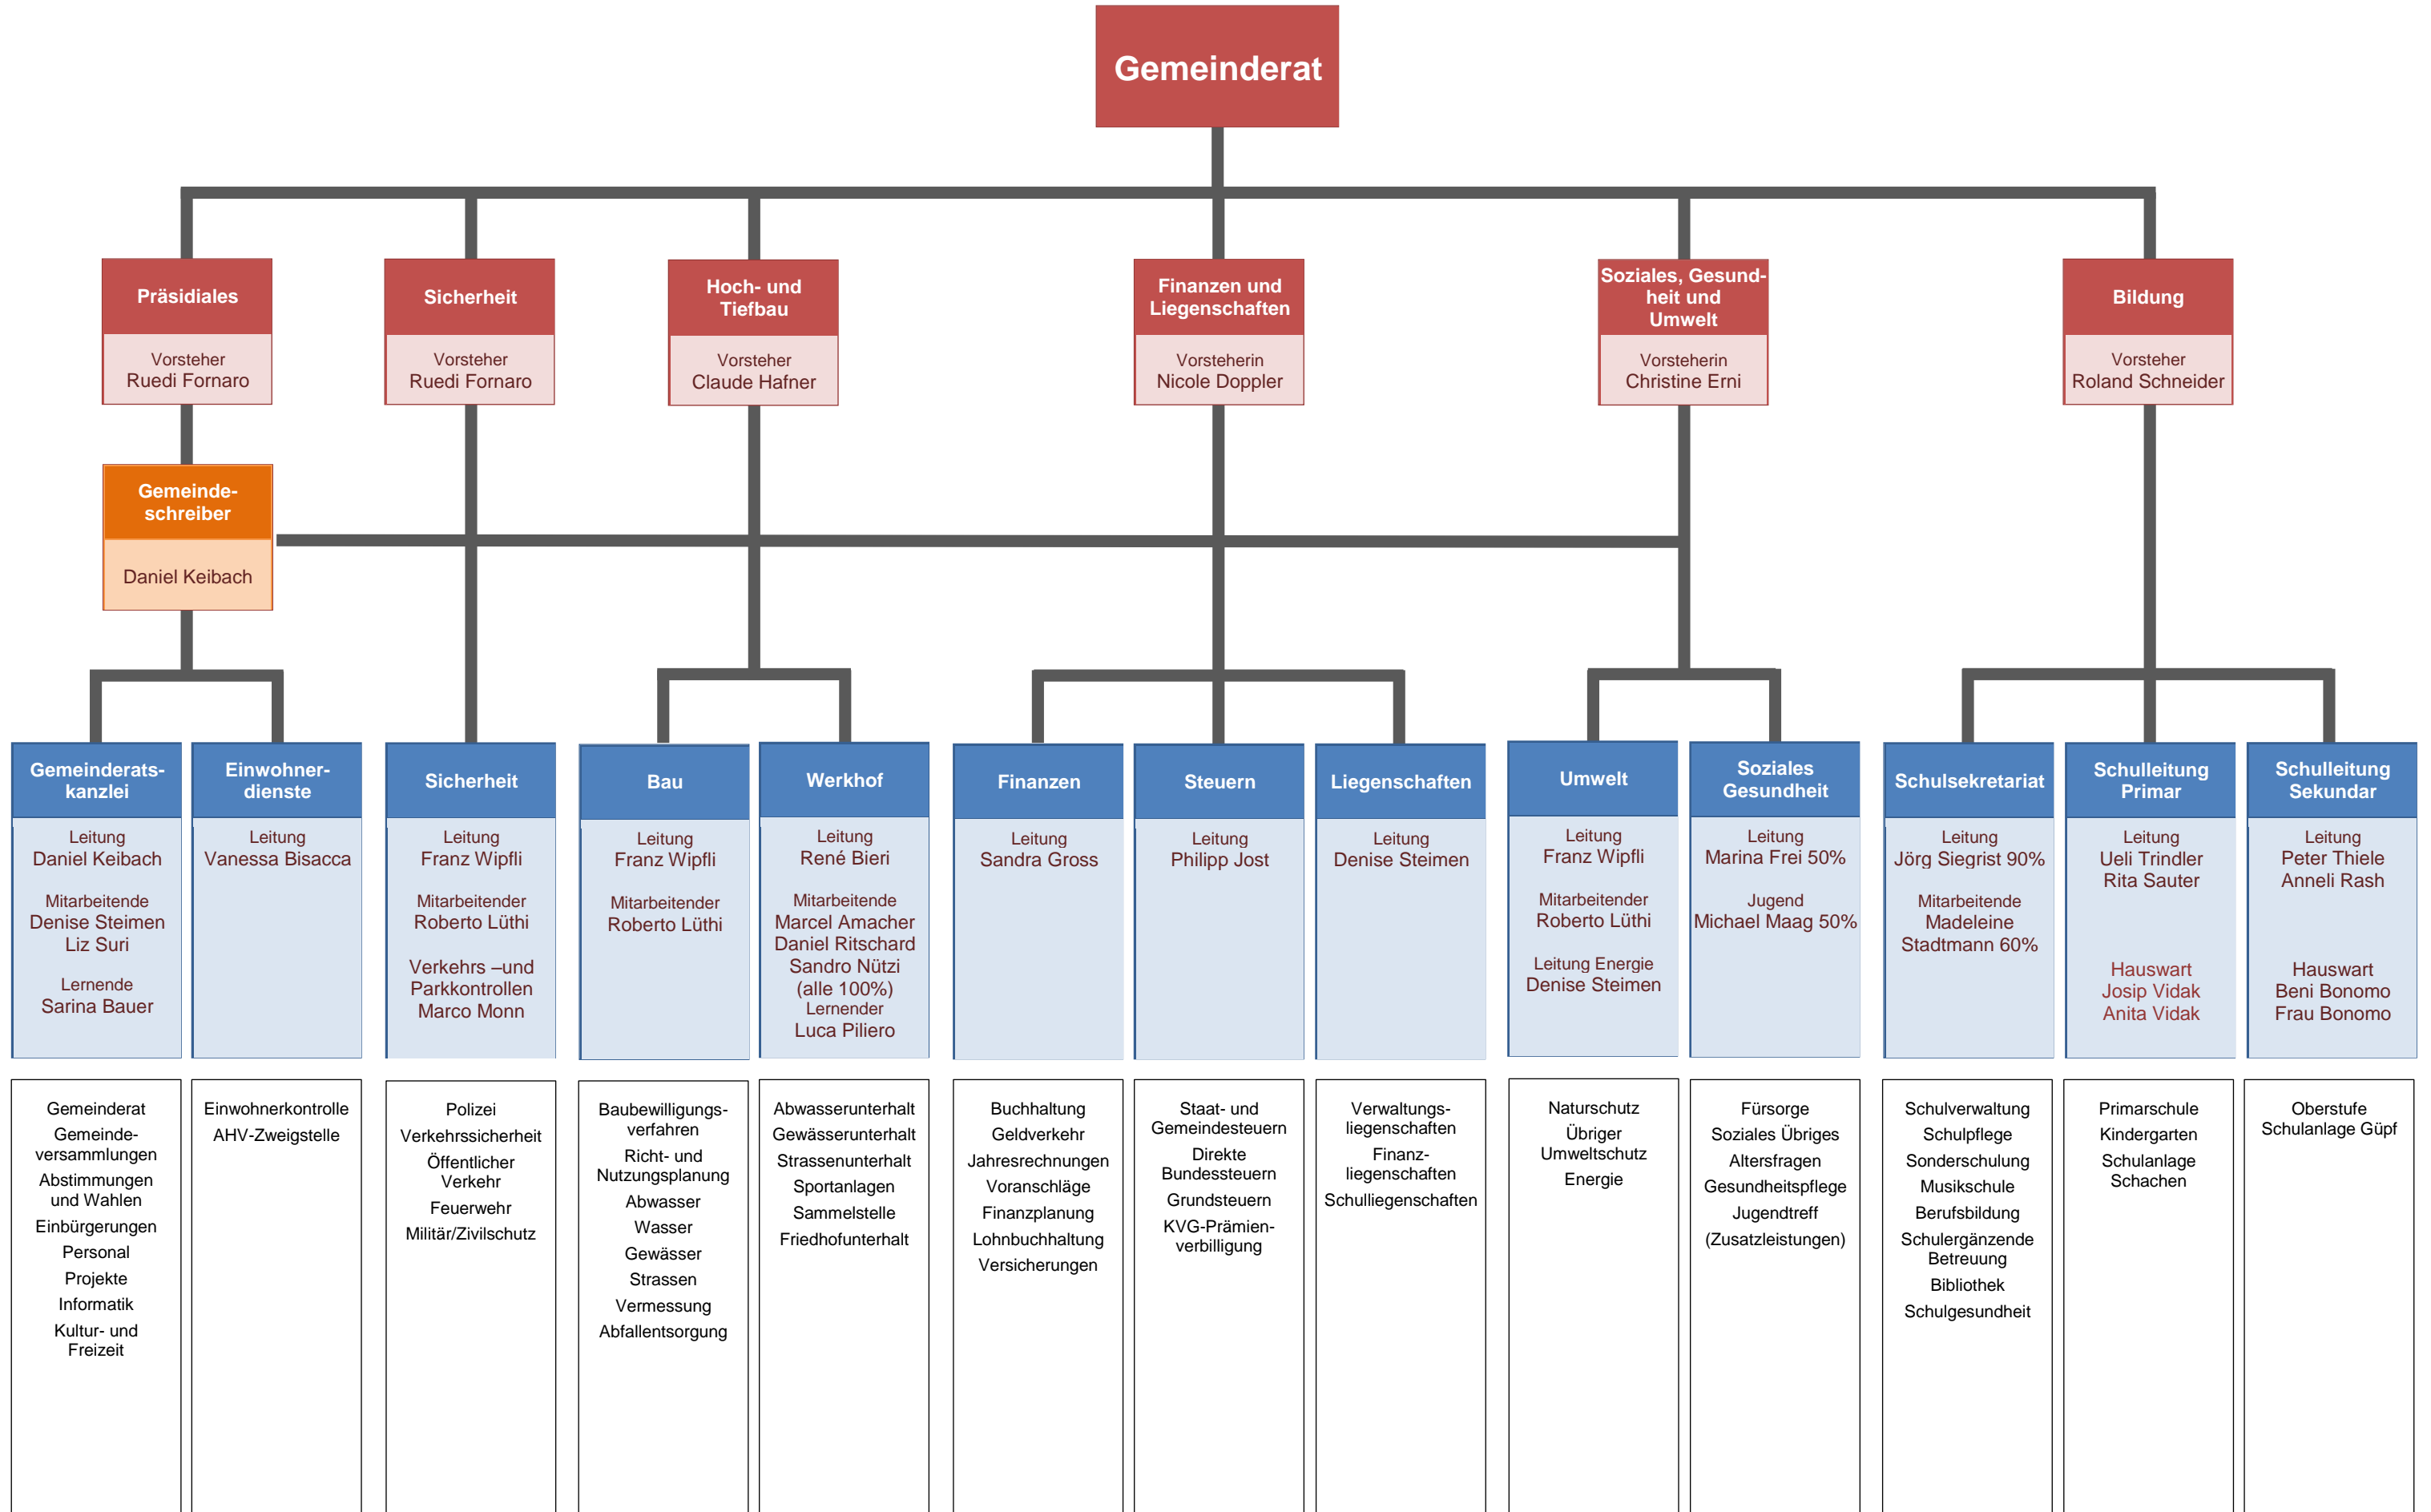 Gemeinderat
Präsidiales
Vorsteher
Ruedi Fornaro
Sicherheit
Vorsteher
Ruedi Fornaro
Hoch- und
Tiefbau
Vorsteher
Claude Hafner
Finanzen und
Liegenschaften
Vorsteherin
Nicole Doppler
Soziales, Gesund-
heit und
Umwelt
Vorsteherin
Christine Erni
Bildung
Vorsteher
Roland Schneider
Gemeinde-
schreiber
Daniel Keibach
Gemeinderats-
kanzlei
Leitung
Daniel Keibach
Mitarbeitende
Denise Steimen
Liz Suri
Lernende
Sarina Bauer
Einwohner-
dienste
Leitung
Vanessa Bisacca
Sicherheit
Leitung
Franz Wipfli
Mitarbeitender
Roberto Lüthi
Verkehrs –und
Parkkontrollen
Marco Monn
Bau
Leitung
Franz Wipfli
Mitarbeitender
Roberto Lüthi
Werkhof
Leitung
René Bieri
Mitarbeitende
Marcel Amacher
Daniel Ritschard
Sandro Nützi
(alle 100%)
Lernender
Luca Piliero
Finanzen
Leitung
Sandra Gross
Steuern
Leitung
Philipp Jost
Liegenschaften
Leitung
Denise Steimen
Umwelt
Leitung
Franz Wipfli
Mitarbeitender
Roberto Lüthi
Leitung Energie
Denise Steimen
Soziales
Gesundheit
Leitung
Marina Frei 50%
Jugend
Michael Maag 50%
Schulsekretariat
Leitung
Jörg Siegrist 90%
Mitarbeitende
Madeleine
Stadtmann 60%
Schulleitung
Primar
Leitung
Ueli Trindler
Rita Sauter
Hauswart
Josip Vidak
Anita Vidak
Schulleitung
Sekundar
Leitung
Peter Thiele
Anneli Rash
Hauswart
Beni Bonomo
Frau Bonomo
Gemeinderat
Gemeinde-
versammlungen
Abstimmungen
und Wahlen
Einbürgerungen
Personal
Projekte
Informatik
Kultur- und
Freizeit
Einwohnerkontrolle
AHV-Zweigstelle
Polizei
Verkehrssicherheit
Öffentlicher
Verkehr
Feuerwehr
Militär/Zivilschutz
Baubewilligungs-
verfahren
Richt- und
Nutzungsplanung
Abwasser
Wasser
Gewässer
Strassen
Vermessung
Abfallentsorgung
Abwasserunterhalt
Gewässerunterhalt
Strassenunterhalt
Sportanlagen
Sammelstelle
Friedhofunterhalt
Buchhaltung
Geldverkehr
Jahresrechnungen
Voranschläge
Finanzplanung
Lohnbuchhaltung
Versicherungen
Staat- und
Gemeindesteuern
Direkte
Bundessteuern
Grundsteuern
KVG-Prämien-
verbilligung
Verwaltungs-
liegenschaften
Finanz-
liegenschaften
Schulliegenschaften
Naturschutz
Übriger
Umweltschutz
Energie
Fürsorge
Soziales Übriges
Altersfragen
Gesundheitspflege
Jugendtreff
(Zusatzleistungen)
Schulverwaltung
Schulpflege
Sonderschulung
Musikschule
Berufsbildung
Schulergänzende
Betreuung
Bibliothek
Schulgesundheit
Primarschule
Kindergarten
Schulanlage
Schachen
Oberstufe
Schulanlage Güpf